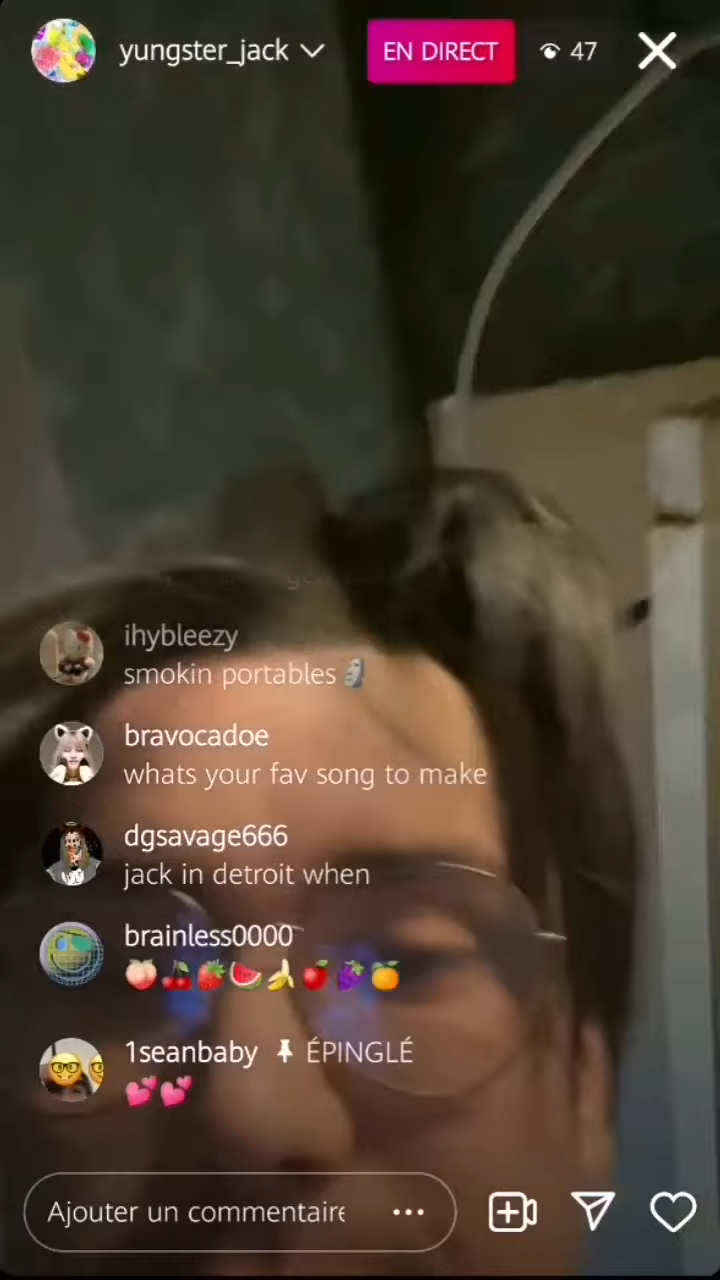 yungster_jack
EN DIRECT
47
ihybleezy
smokin portables🗿
bravocadoe
whats your fav song to make
dgsavage666
jack in detroit when
brainless0000
🍑🍒🍓🍉🍌🍎🍇🍊
1seanbaby 📌 ÉPINGLÉ
💕💕
Ajouter un commentaire